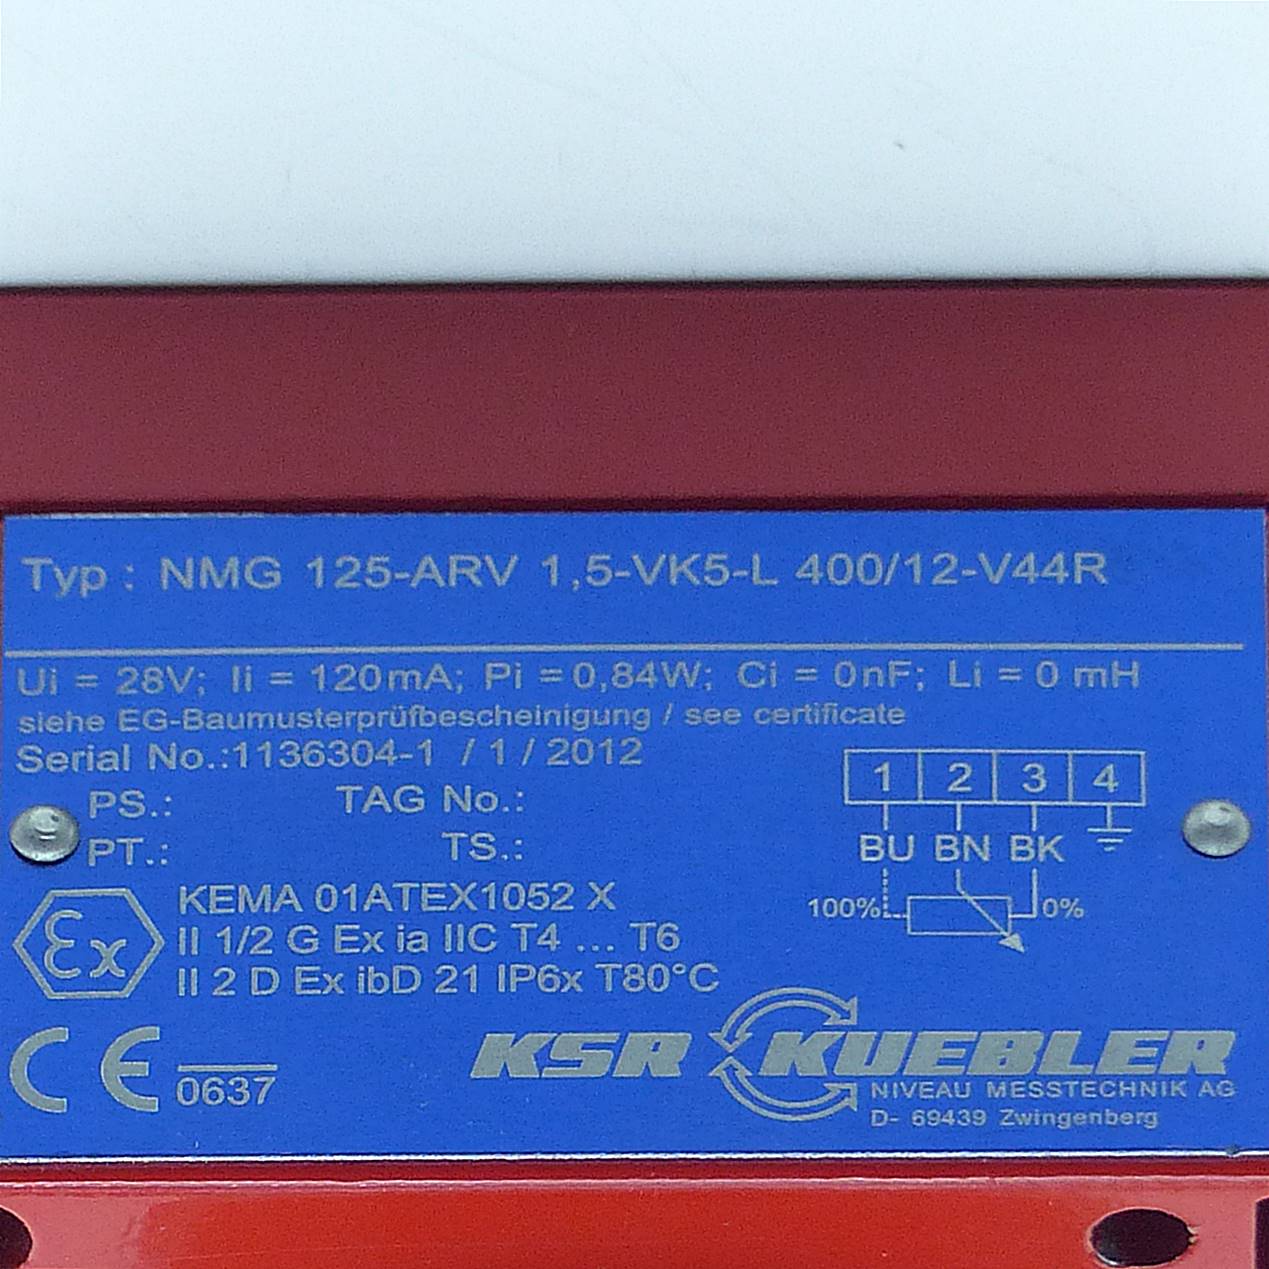 Typ : NMG 125-ARV 1,5-VK5-L 400/12-V44R
Ui = 28V; Ii = 120mA; Pi = 0,84W; Ci = 0nF; Li = 0 mH
siehe EG-Baumusterprüfbescheinigung / see certificate
Serial No.:1136304-1 / 1 / 2012
PS.: TAG No.:
PT.: TS.:
1 2 3 4
BU BN BK
100% 0%
Ex KEMA 01ATEX1052 X
II 1/2 G Ex ia IIC T4 ... T6
II 2 D Ex ibD 21 IP6x T80°C
CE 0637
KSR KUEBLER
NIVEAU MESSTECHNIK AG
D- 69439 Zwingenberg